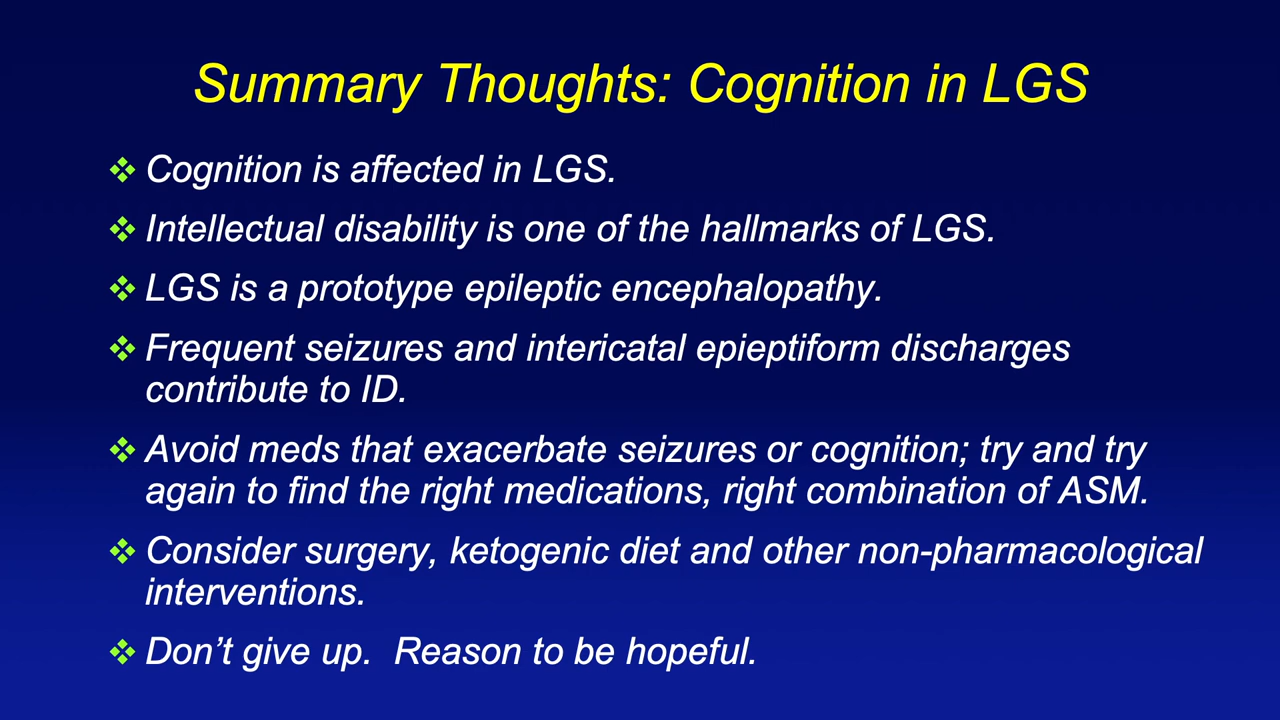 Summary Thoughts: Cognition in LGS
❖ Cognition is affected in LGS.
❖ Intellectual disability is one of the hallmarks of LGS.
❖ LGS is a prototype epileptic encephalopathy.
❖ Frequent seizures and intericatal epieptiform discharges
contribute to ID.
❖ Avoid meds that exacerbate seizures or cognition; try and try
again to find the right medications, right combination of ASM.
❖ Consider surgery, ketogenic diet and other non-pharmacological
interventions.
❖ Don’t give up.  Reason to be hopeful.